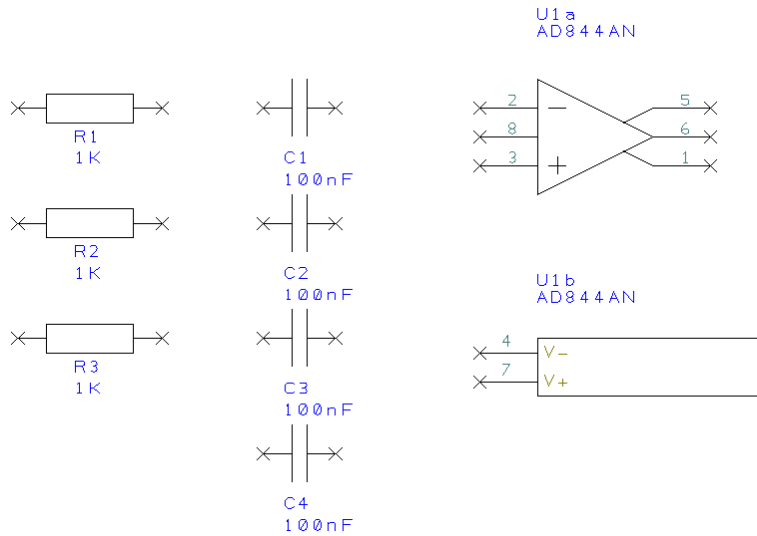 U1a
AD844AN
2
5
8
6
3
1
R1
1K
C1
100nF
R2
1K
C2
100nF
U1b
AD844AN
4
V-
7
V+
R3
1K
C3
100nF
C4
100nF